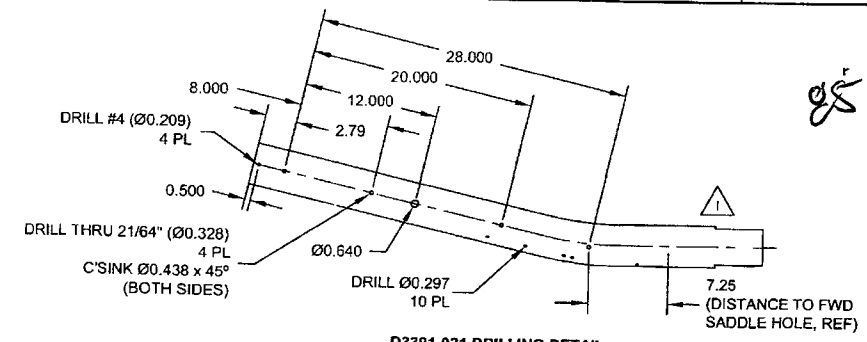 28.000
20.000
8.000
12.000
2.79
DRILL #4 (Ø0.209)
4 PL
0.500
DRILL THRU 21/64" (Ø0.328)
4 PL
C'SINK Ø0.438 x 45º
(BOTH SIDES)
Ø0.640
DRILL Ø0.297
10 PL
1
7.25
(DISTANCE TO FWD
SADDLE HOLE, REF)